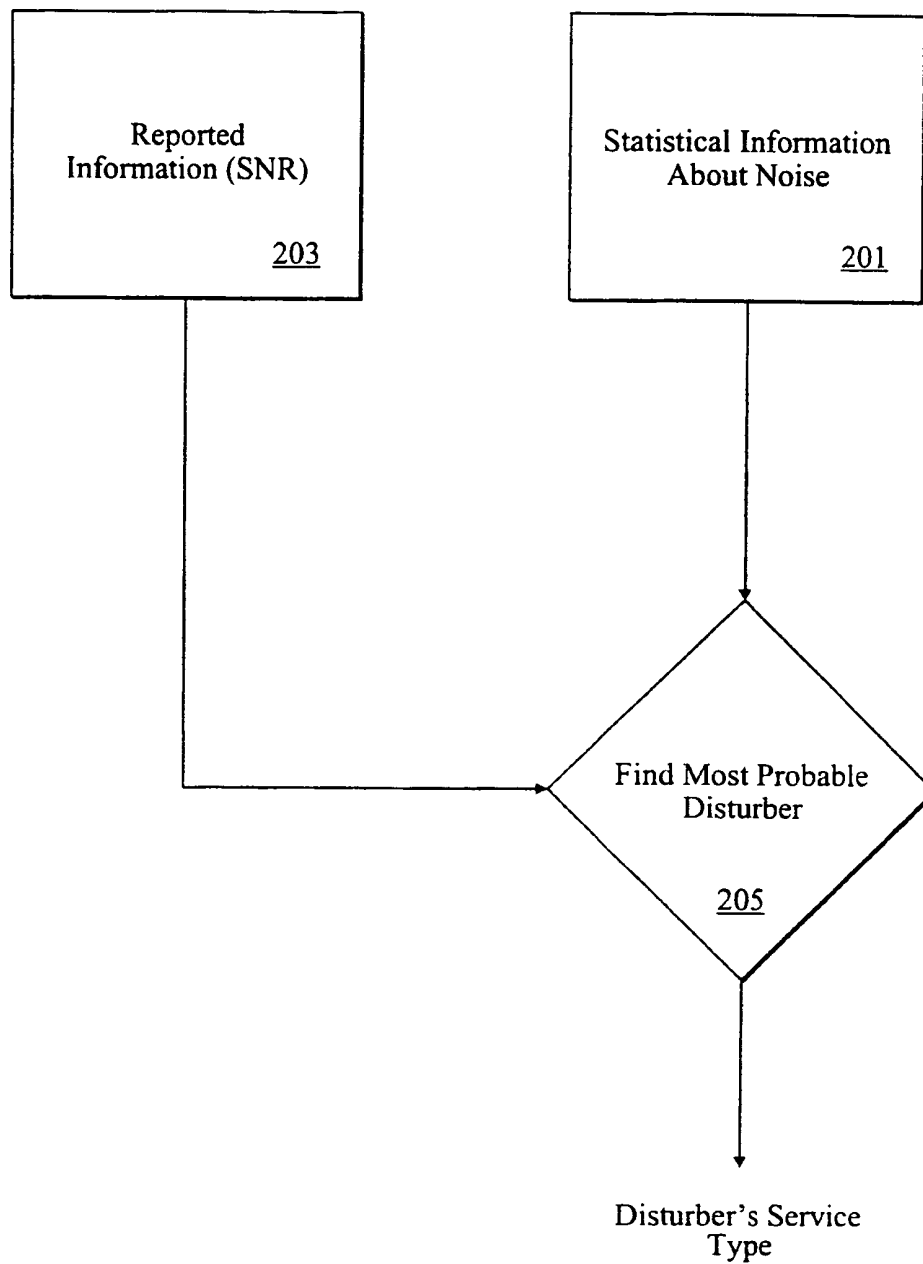 Reported
Information (SNR)
203
Statistical Information
About Noise
201
Find Most Probable
Disturber
205
Disturber's Service
Type